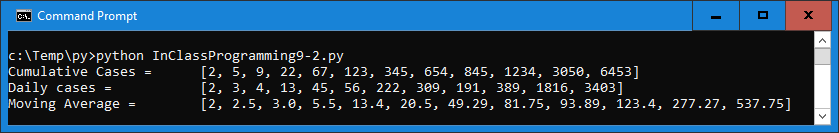 Command Prompt
c:\Temp\py>python InClassProgramming9-2.py
Cumulative Cases =      [2, 5, 9, 22, 67, 123, 345, 654, 845, 1234, 3050, 6453]
Daily cases =           [2, 3, 4, 13, 45, 56, 222, 309, 191, 389, 1816, 3403]
Moving Average =        [2, 2.5, 3.0, 5.5, 13.4, 20.5, 49.29, 81.75, 93.89, 123.4, 277.27, 537.75]